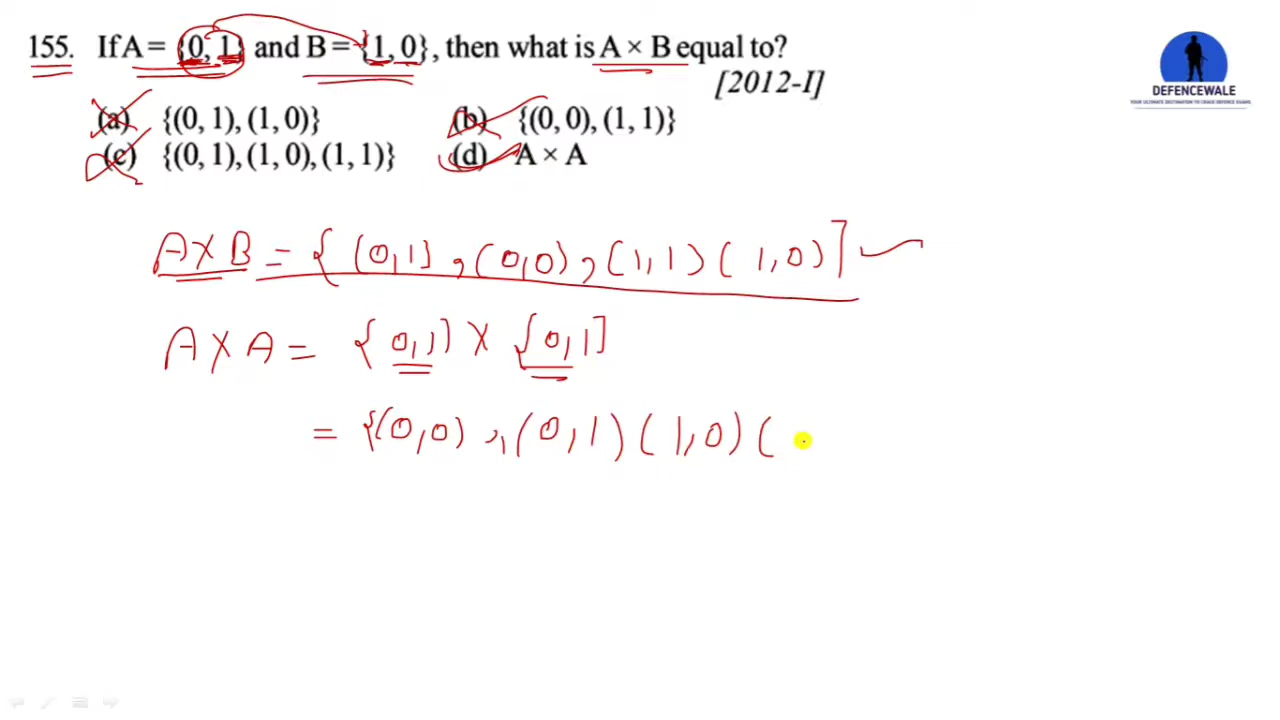 155. If A = {0, 1} and B = {1, 0}, then what is A × B equal to?
[2012-I]
(a) {(0, 1), (1, 0)} (b) {(0, 0), (1, 1)}
(c) {(0, 1), (1, 0), (1, 1)} (d) A × A
DEFENCEWALE
YOUR ULTIMATE DESTINATION TO CRACK DEFENCE EXAMS
A × B = { (0,1], (0,0), (1,1) (1,0) ]
A × A = { 0,1) × {0,1]
= {(0,0), (0,1) (1,0) (